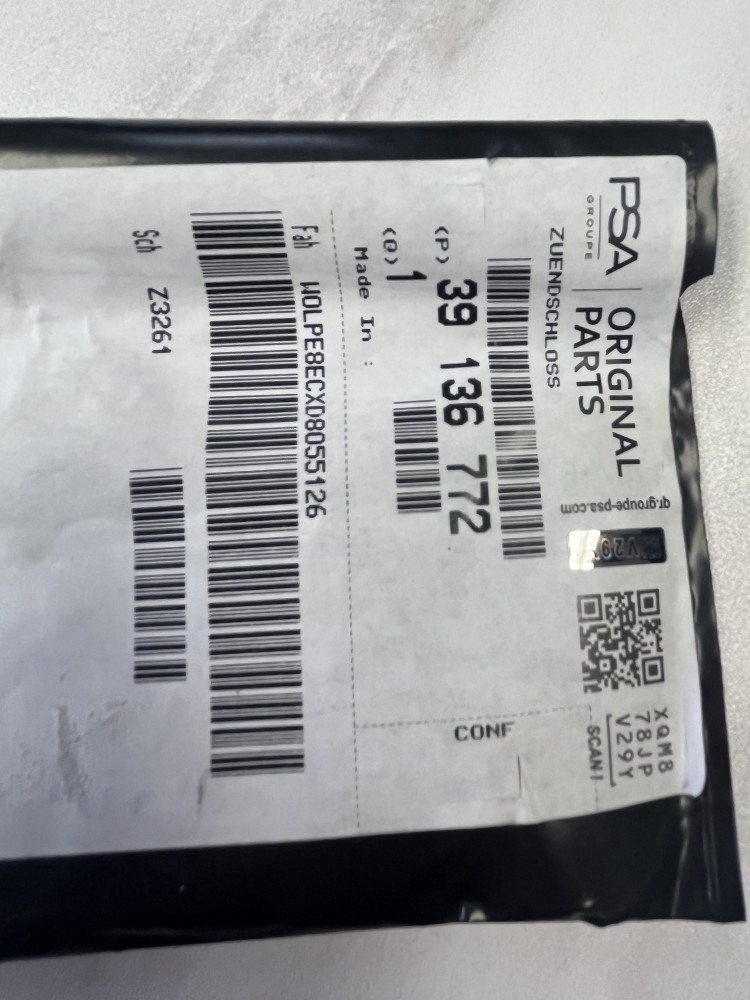 PSA
GROUPE
ORIGINAL
PARTS
qr.groupe-psa.com
XQM8
78JP
V29Y
SCAN!
ZUENDSCHLOSS
(P) 39 136 772
(Q) 1
Made In :
CONF
Fah W0LPE8ECXD8055126
Sch Z3261